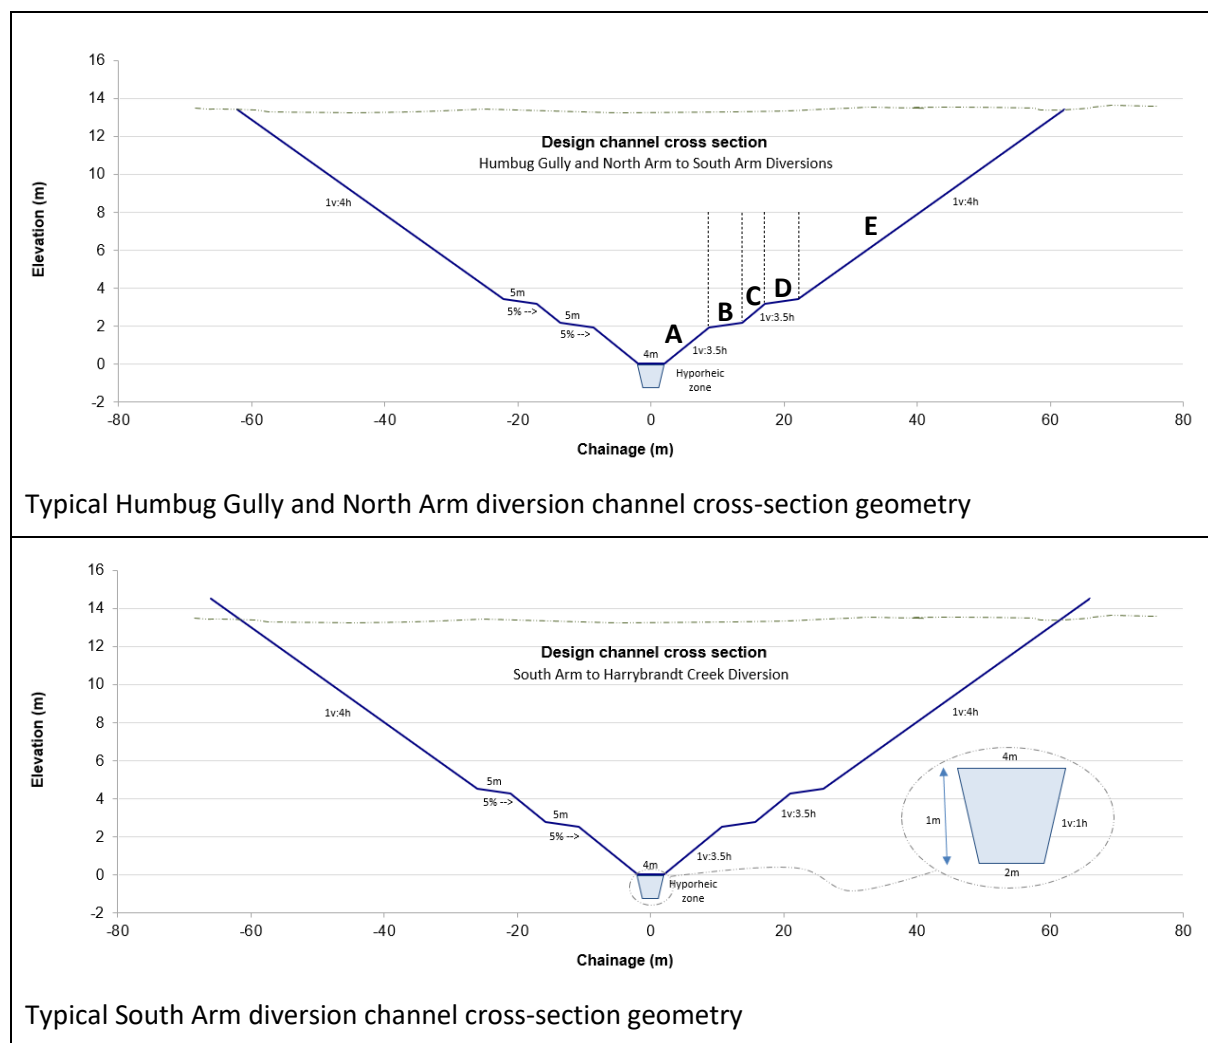 16
14
12
10
8
6
4
2
0
-2
Elevation (m)
Design channel cross section
Humbug Gully and North Arm to South Arm Diversions
1v:4h
1v:4h
E
5m
5% -->
5m
5% -->
4m
A
B
C
D
1v:3.5h
1v:3.5h
Hyporheic
zone
-80 -60 -40 -20 0 20 40 60 80
Chainage (m)
Typical Humbug Gully and North Arm diversion channel cross-section geometry
16
14
12
10
8
6
4
2
0
-2
Elevation (m)
Design channel cross section
South Arm to Harrybrandt Creek Diversion
1v:4h
1v:4h
5m
5% -->
5m
5% -->
4m
1v:3.5h
1v:3.5h
Hyporheic
zone
4m
1m
1v:1h
2m
-80 -60 -40 -20 0 20 40 60 80
Chainage (m)
Typical South Arm diversion channel cross-section geometry